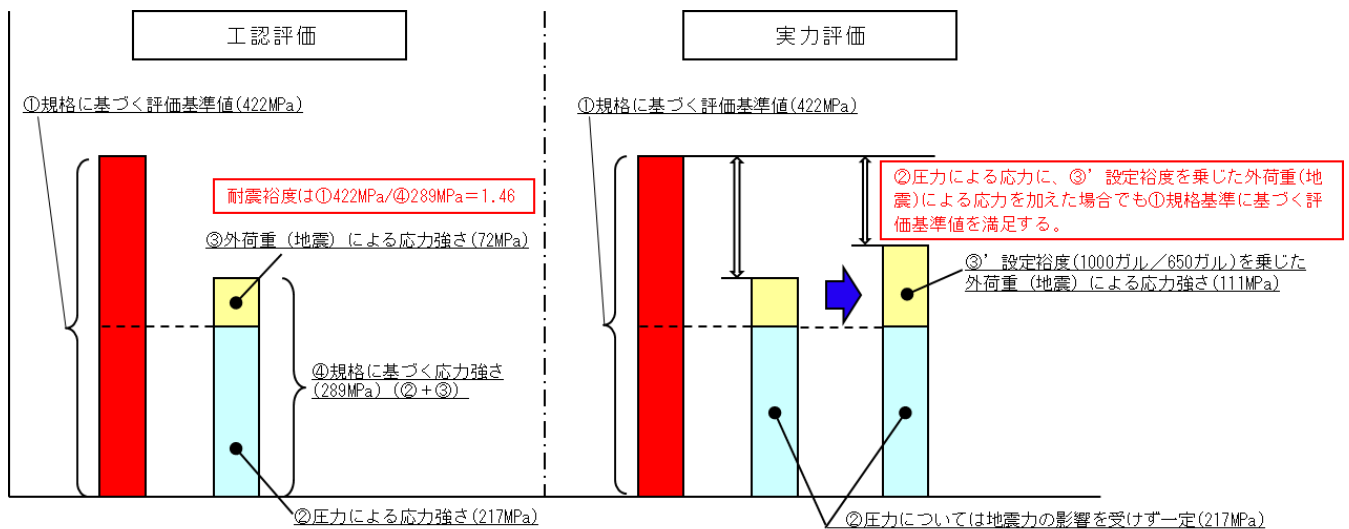 工認評価
①規格に基づく評価基準値(422MPa)
耐震裕度は①422MPa/④289MPa＝1.46
③外荷重（地震）による応力強さ(72MPa)
④規格に基づく応力強さ
(289MPa)（②＋③）
②圧力による応力強さ(217MPa)
実力評価
①規格に基づく評価基準値(422MPa)
②圧力による応力に、③’設定裕度を乗じた外荷重(地
震)による応力を加えた場合でも①規格基準に基づく評
価基準値を満足する。
③’設定裕度(1000ガル／650ガル)を乗じた
外荷重（地震）による応力強さ(111MPa)
②圧力については地震力の影響を受けず一定(217MPa)